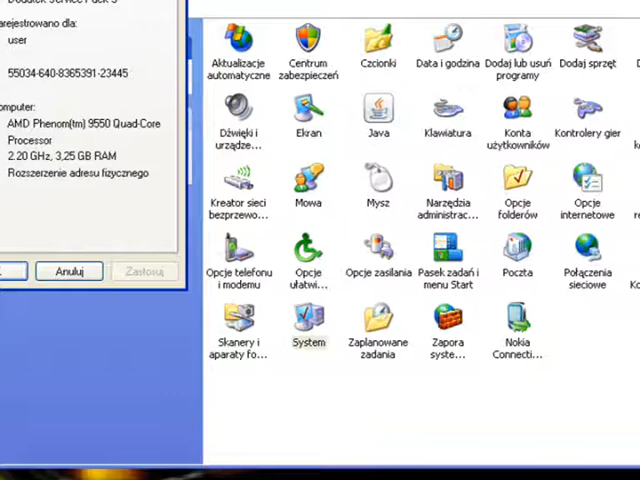 Dodatek Service Pack 3
arejestrowano dla:
user
55034-640-8365391-23445
omputer:
AMD Phenom(tm) 9550 Quad-Core
Processor
2.20 GHz, 3,25 GB RAM
Rozszerzenie adresu fizycznego
Anuluj
Zastosuj
Aktualizacje
automatyczne
Centrum
zabezpieczeń
Czcionki
Data i godzina
Dodaj lub usuń
programy
Dodaj sprzęt
Dźwięki i
urządze...
Ekran
Java
Klawiatura
Konta
użytkowników
Kontrolery gier
Kreator sieci
bezprzewo...
Mowa
Mysz
Narzędzia
administrac...
Opcje
folderów
Opcje
internetowe
Opcje telefonu
i modemu
Opcje
ułatwi...
Opcje zasilania
Pasek zadań i
menu Start
Poczta
Połączenia
sieciowe
Skanery i
aparaty fo...
System
Zaplanowane
zadania
Zapora
syste...
Nokia
Connecti...